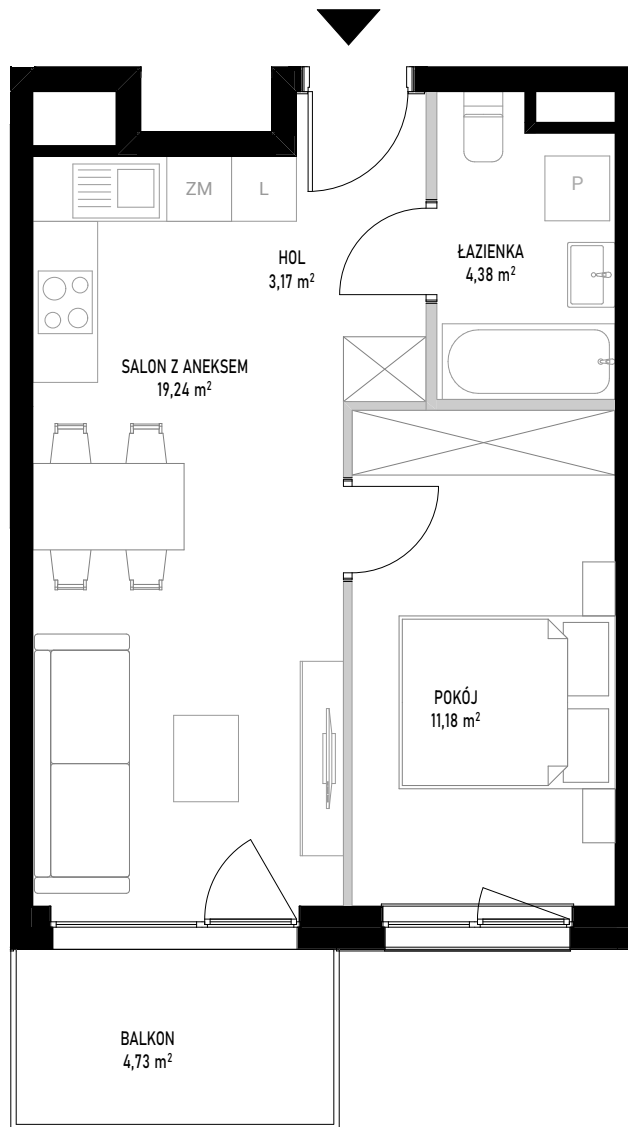 ZM
L
P
HOL
3,17 m²
ŁAZIENKA
4,38 m²
SALON Z ANEKSEM
19,24 m²
POKÓJ
11,18 m²
BALKON
4,73 m²